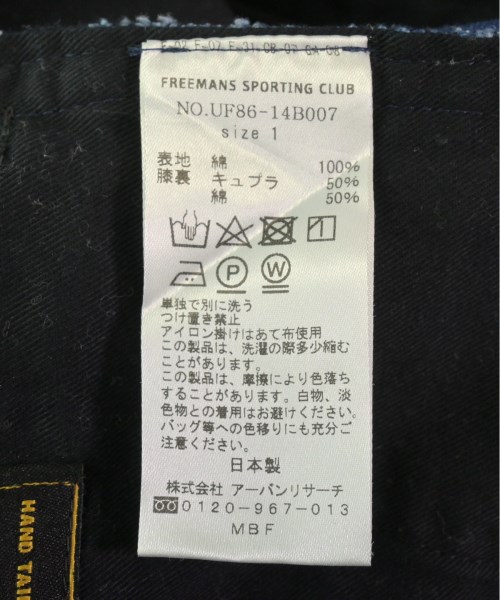 FREEMANS SPORTING CLUB
NO.UF86-14B007
size 1
表地 綿 100%
膝裏 キュプラ 50%
綿 50%
P W
単独で別に洗う
つけ置き禁止
アイロン掛けはあて布使用
この製品は、洗濯の際多少縮む
ことがあります。
この製品は、摩擦により色落ち
することがあります。白物、淡
色物との着用はお避けください。
バッグ等への色移りにも充分ご
注意ください。
日本製
株式会社 アーバンリサーチ
0120-967-013
MBF
HAND TAI